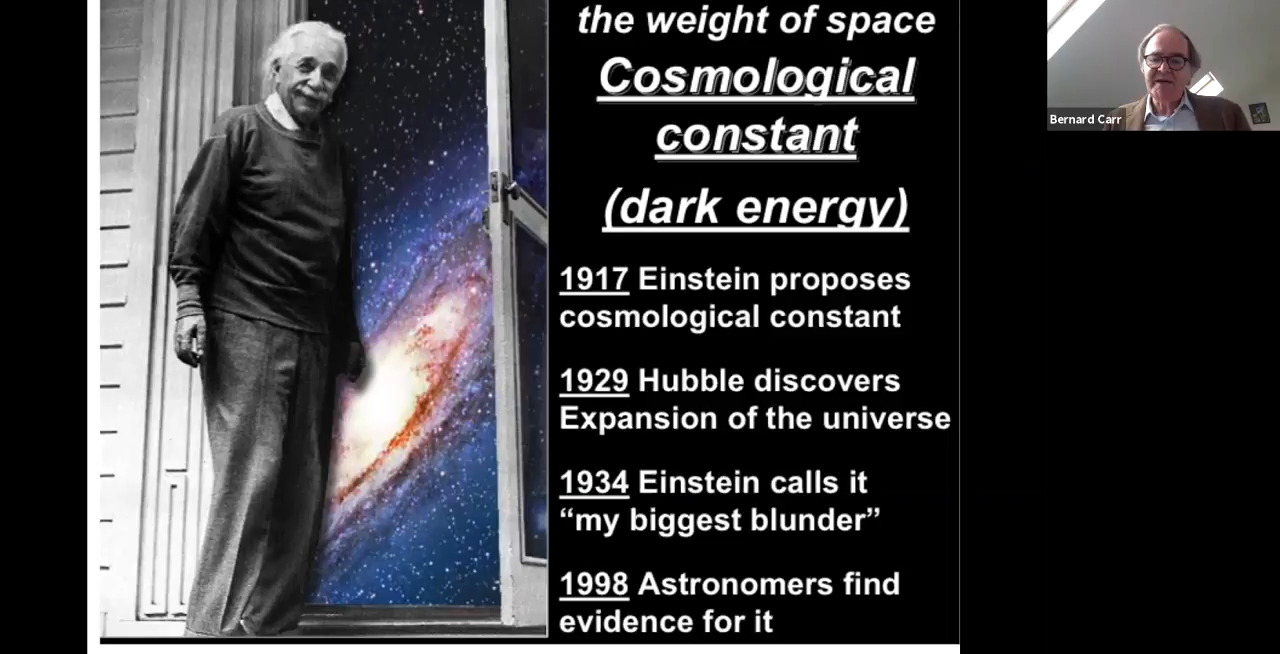 the weight of space
Cosmological
constant
(dark energy)
1917 Einstein proposes
cosmological constant
1929 Hubble discovers
Expansion of the universe
1934 Einstein calls it
“my biggest blunder”
1998 Astronomers find
evidence for it
Bernard Carr